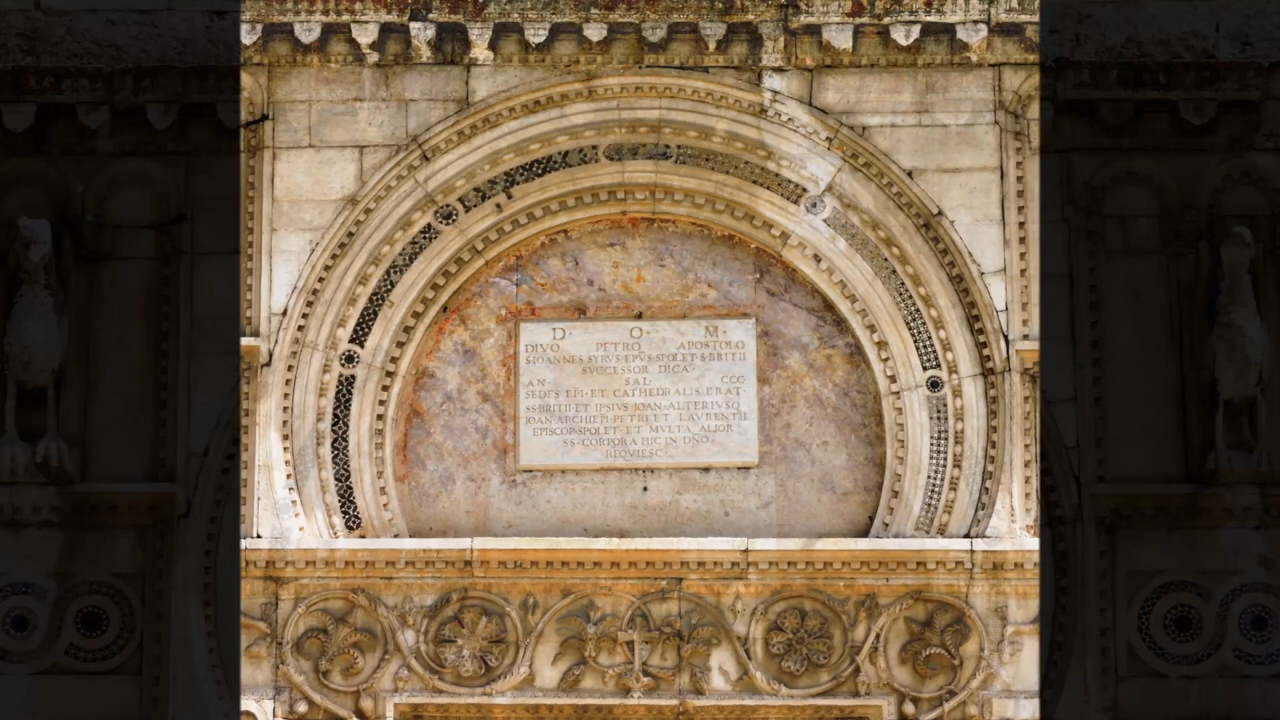 D· O· M·
DIVO PETRO APOSTOLO
S·IOANNES SYRVS·EPVS·SPOLET·S·BRITII
SVCCESSOR DICA·
AN· SAL· CCC·
SEDES EPI·ET CATHEDRALIS ERAT·
SS·BRITII ET IPSIVS IOAN·ALTERIVSQ
IOAN·ARCHIEPI·PETRI ET LAVRENTII
EPISCOP·SPOLET·ET MVLTA ALIOR
SS·CORPORA HIC IN DÑO·
REQVIESC·